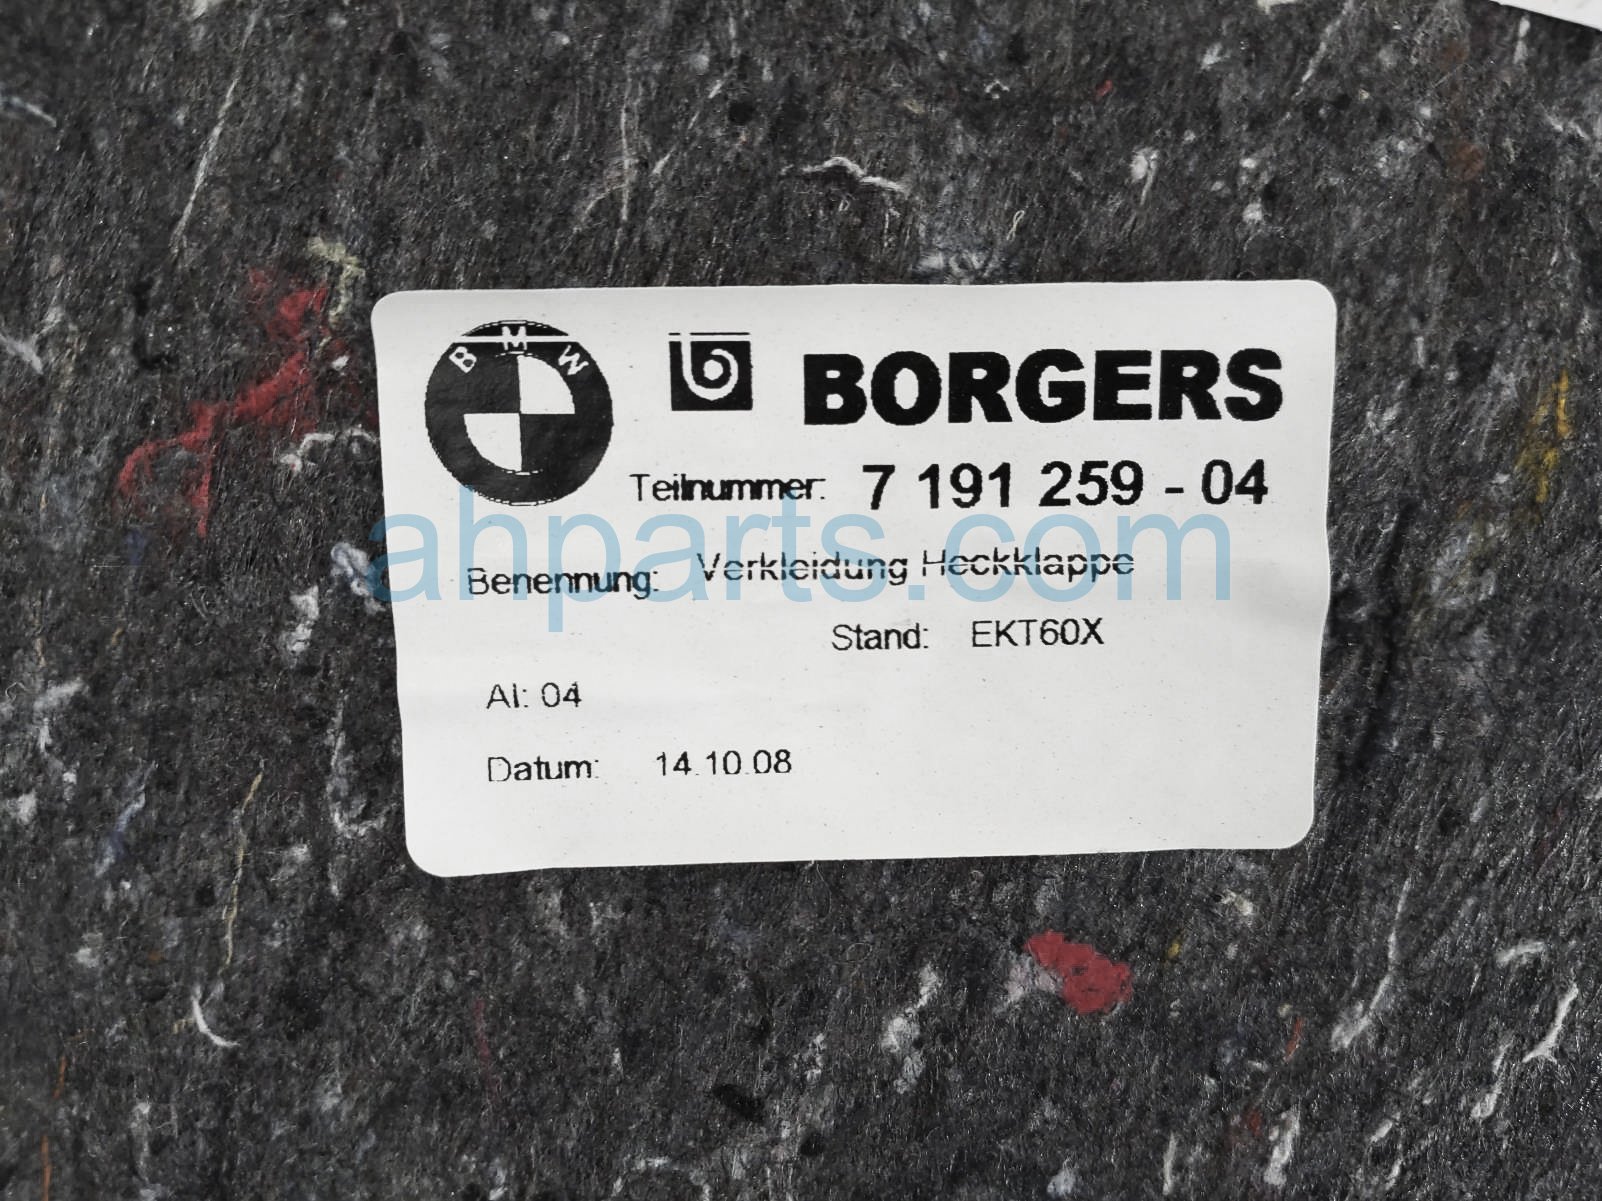 BMW
BORGERS
Teilnummer: 7 191 259 - 04
ahparts.com
Benennung: Verkleidung Heckklappe
Stand: EKT60X
AI: 04
Datum: 14.10.08